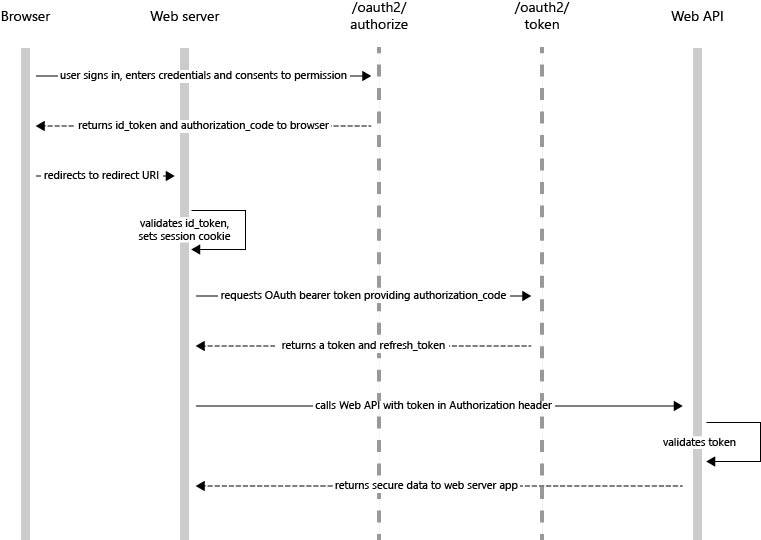 Browser
Web server
/oauth2/
authorize
/oauth2/
token
Web API
user signs in, enters credentials and consents to permission
returns id_token and authorization_code to browser
redirects to redirect URI
validates id_token,
sets session cookie
requests OAuth bearer token providing authorization_code
returns a token and refresh_token
calls Web API with token in Authorization header
validates token
returns secure data to web server app